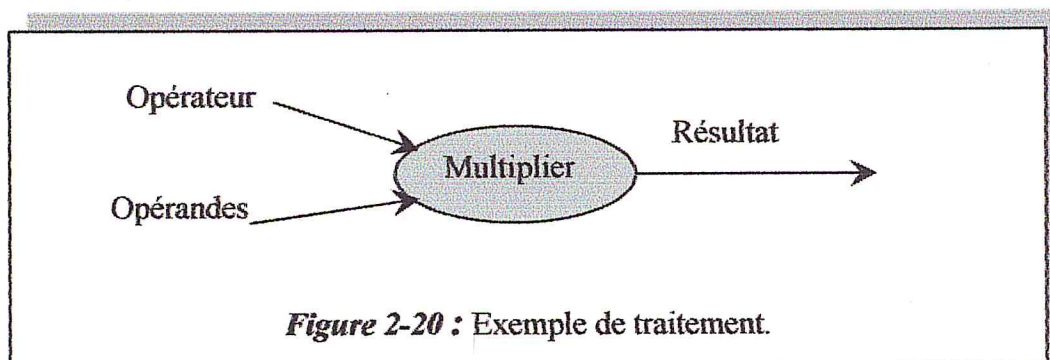 Opérateur
Résultat
Multiplier
Opérandes
Figure 2-20 : Exemple de traitement.